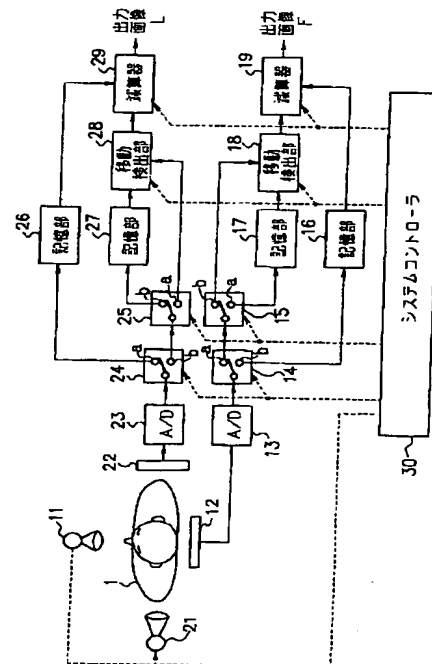 出力画像
L
29
減算器
28
移動
検出部
26
記憶部
27
記憶部
25
b
a
24
a
b
23
A/D
22
11
1
21
12
13
A/D
14
a
b
15
b
a
16
記憶部
17
記憶部
18
移動
検出部
19
減算器
出力画像
F
システムコントローラ
30